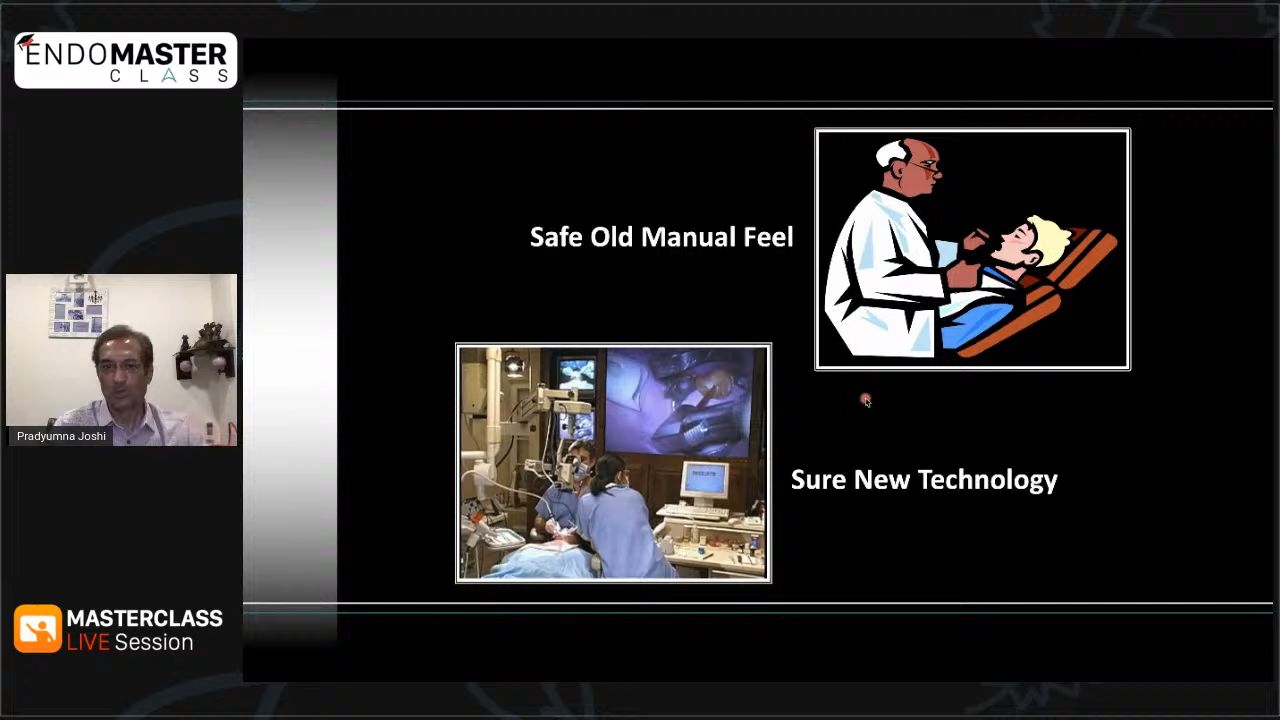 ENDOMASTER
CLASS
Safe Old Manual Feel
Pradyumna Joshi
Sure New Technology
MASTERCLASS
LIVE Session